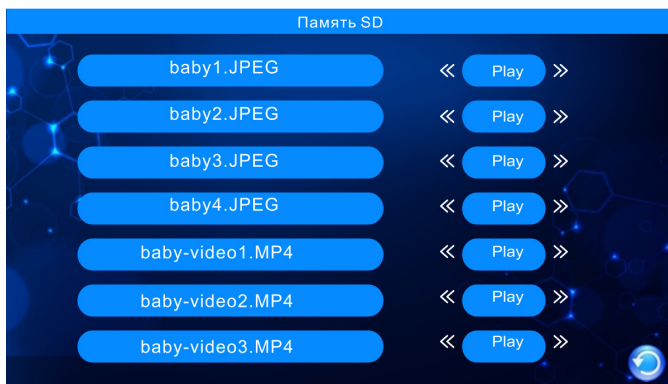 Память SD
baby1.JPEG « Play »
baby2.JPEG « Play »
baby3.JPEG « Play »
baby4.JPEG « Play »
baby-video1.MP4 « Play »
baby-video2.MP4 « Play »
baby-video3.MP4 « Play »